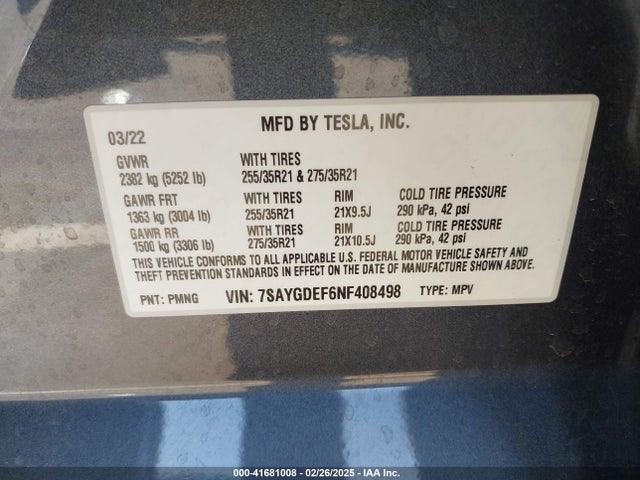 MFD BY TESLA, INC.
03/22
GVWR WITH TIRES
2382 kg (5252 lb) 255/35R21 & 275/35R21
GAWR FRT WITH TIRES RIM COLD TIRE PRESSURE
1363 kg (3004 lb) 255/35R21 21X9.5J 290 kPa, 42 psi
GAWR RR WITH TIRES RIM COLD TIRE PRESSURE
1500 kg (3306 lb) 275/35R21 21X10.5J 290 kPa, 42 psi
THIS VEHICLE CONFORMS TO ALL APPLICABLE U.S. FEDERAL MOTOR VEHICLE SAFETY AND
THEFT PREVENTION STANDARDS IN EFFECT ON THE DATE OF MANUFACTURE SHOWN ABOVE.
PNT: PMNG VIN: 7SAYGDEF6NF408498 TYPE: MPV
000-41681008 - 02/26/2025 - IAA Inc.